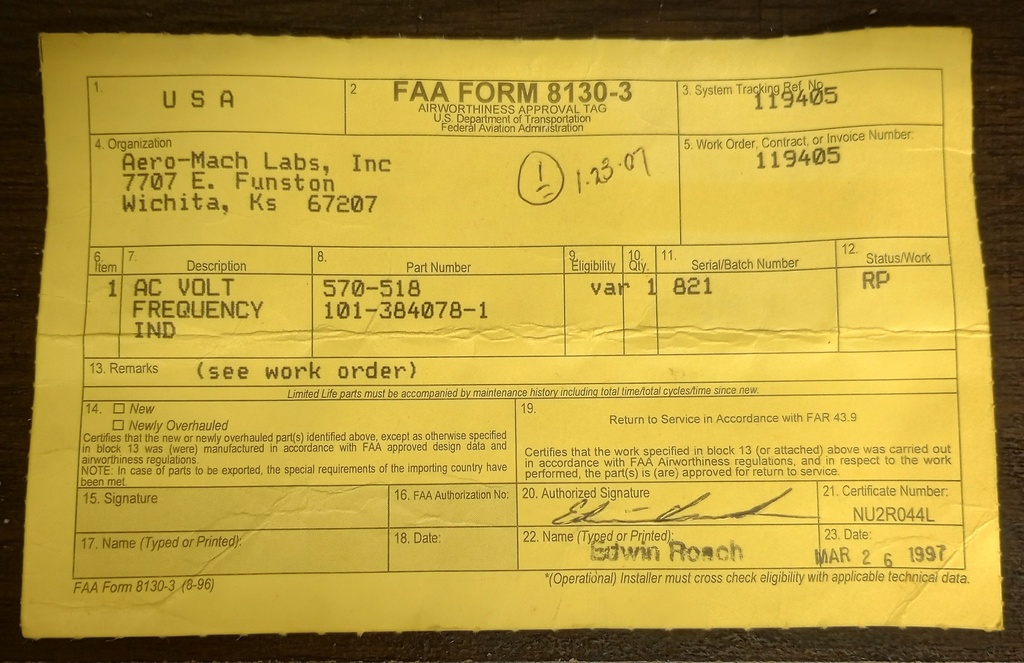 1.
USA
2
FAA FORM 8130-3
AIRWORTHINESS APPROVAL TAG
U.S. Department of Transportation
Federal Aviation Administration
3. System Tracking Ref. No.
119405
4. Organization
Aero-Mach Labs, Inc
7707 E. Funston
Wichita, Ks 67207
! 1.23.07
5. Work Order, Contract, or Invoice Number:
119405
6. Item
7. Description
8. Part Number
9. Eligibility
10. Qty.
11. Serial/Batch Number
12. Status/Work
1 AC VOLT 570-518 var 1 821 RP
FREQUENCY 101-384078-1
IND
13. Remarks (see work order)
Limited Life parts must be accompanied by maintenance history including total time/total cycles/time since new.
14. ☐ New
☐ Newly Overhauled
Certifies that the new or newly overhauled part(s) identified above, except as otherwise specified
in block 13 was (were) manufactured in accordance with FAA approved design data and
airworthiness regulations.
NOTE: In case of parts to be exported, the special requirements of the importing country have
been met.
19.
Return to Service in Accordance with FAR 43.9
Certifies that the work specified in block 13 (or attached) above was carried out
in accordance with FAA Airworthiness regulations, and in respect to the work
performed, the part(s) is (are) approved for return to service.
15. Signature
16. FAA Authorization No:
20. Authorized Signature
21. Certificate Number:
NU2R044L
17. Name (Typed or Printed):
18. Date:
22. Name (Typed or Printed):
Edwin Roach
23. Date:
MAR 26 1997
FAA Form 8130-3 (8-96)
*(Operational) Installer must cross check eligibility with applicable technical data.